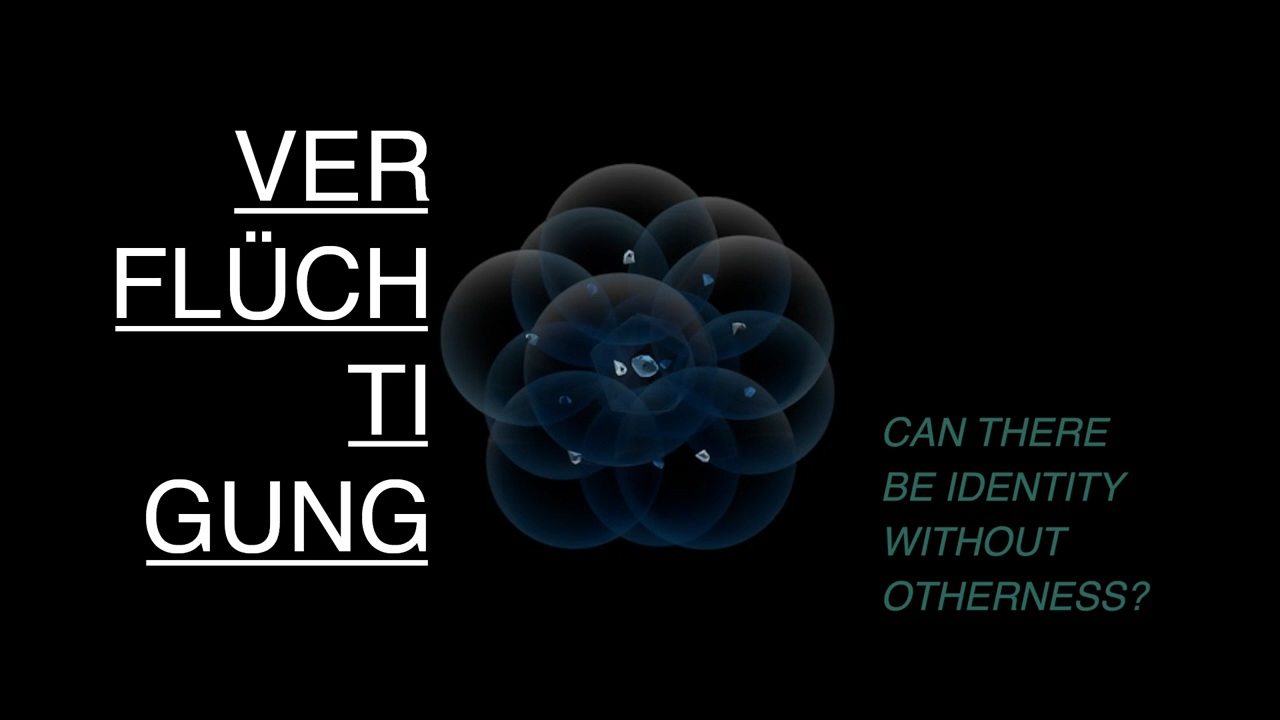 VER
FLÜCH
TI
GUNG
CAN THERE
BE IDENTITY
WITHOUT
OTHERNESS?